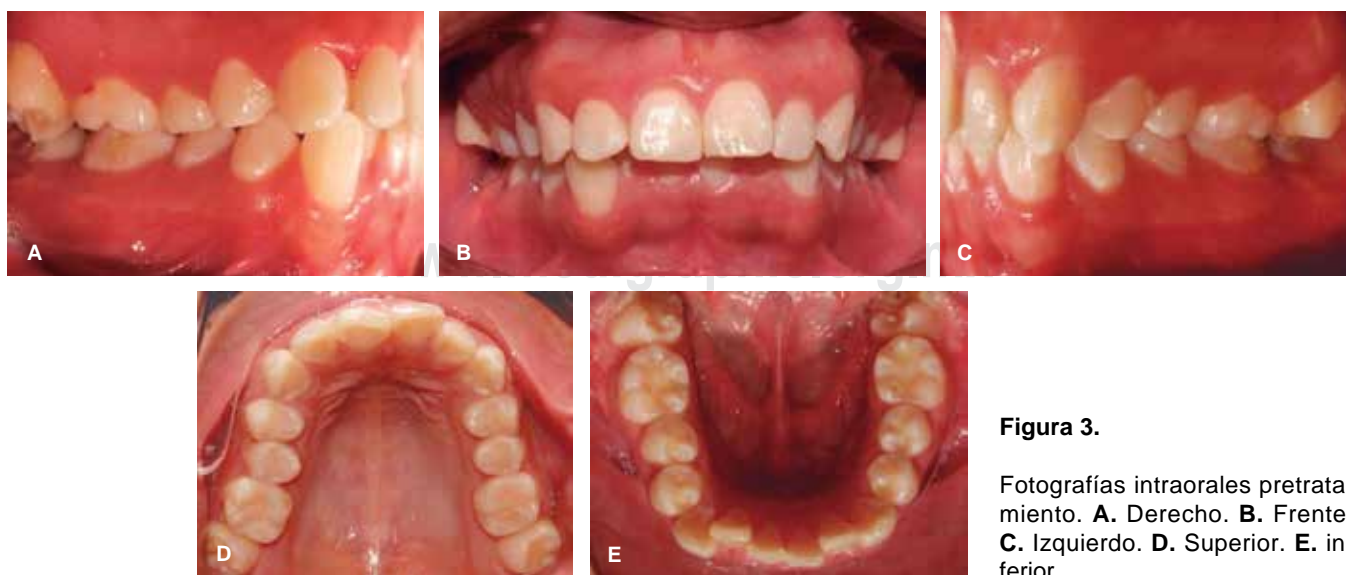 A
B
C
D
E
Figura 3.
Fotografías intraorales pretrata
miento. A. Derecho. B. Frente
C. Izquierdo. D. Superior. E. in
ferior